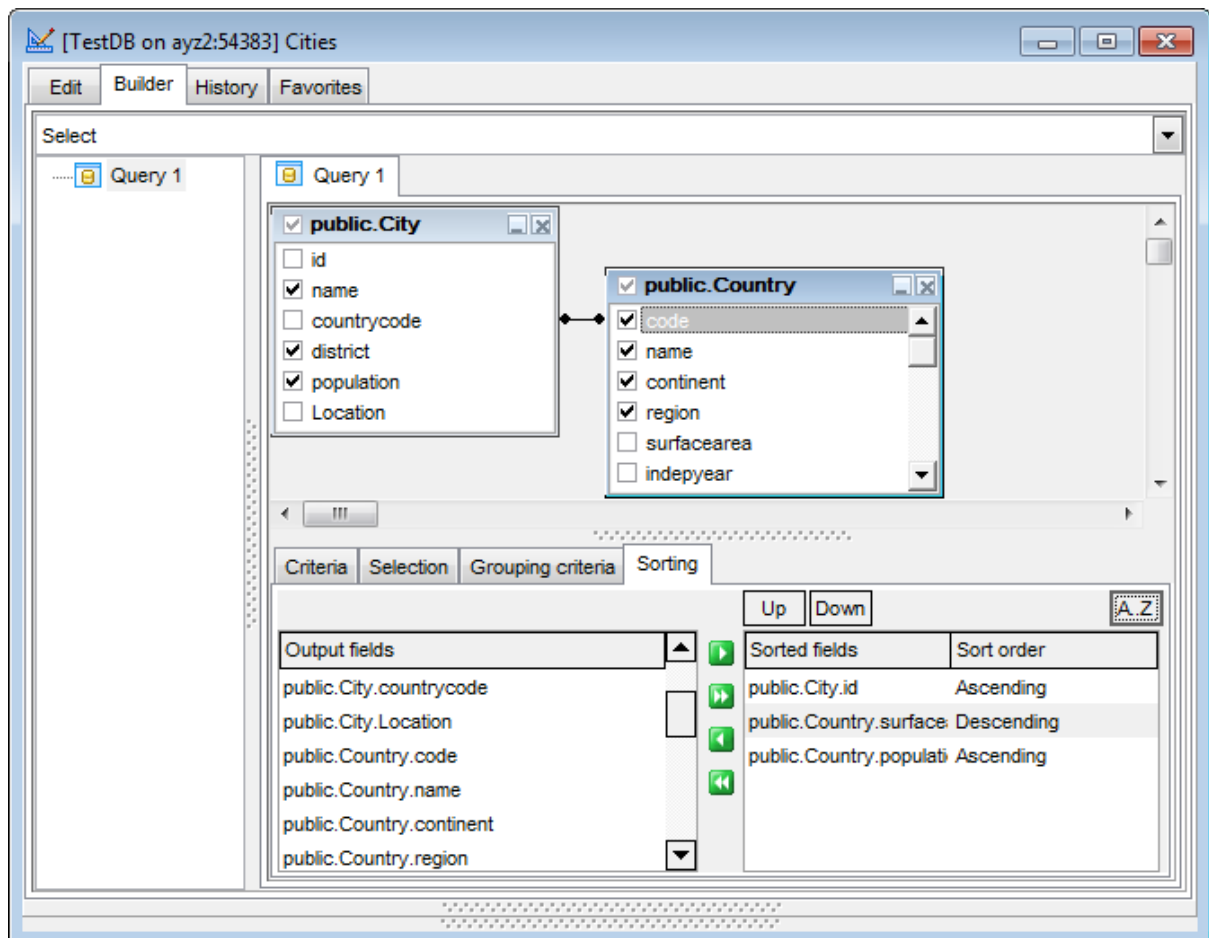 [TestDB on ayz2:54383] Cities
Edit Builder History Favorites
Select
Query 1
Query 1
public.City
id
name
countrycode
district
population
Location
public.Country
code
name
continent
region
surfacearea
indepyear
Criteria Selection Grouping criteria Sorting
Up Down A..Z
Output fields
public.City.countrycode
public.City.Location
public.Country.code
public.Country.name
public.Country.continent
public.Country.region
Sorted fields Sort order
public.City.id Ascending
public.Country.surface Descending
public.Country.populati Ascending